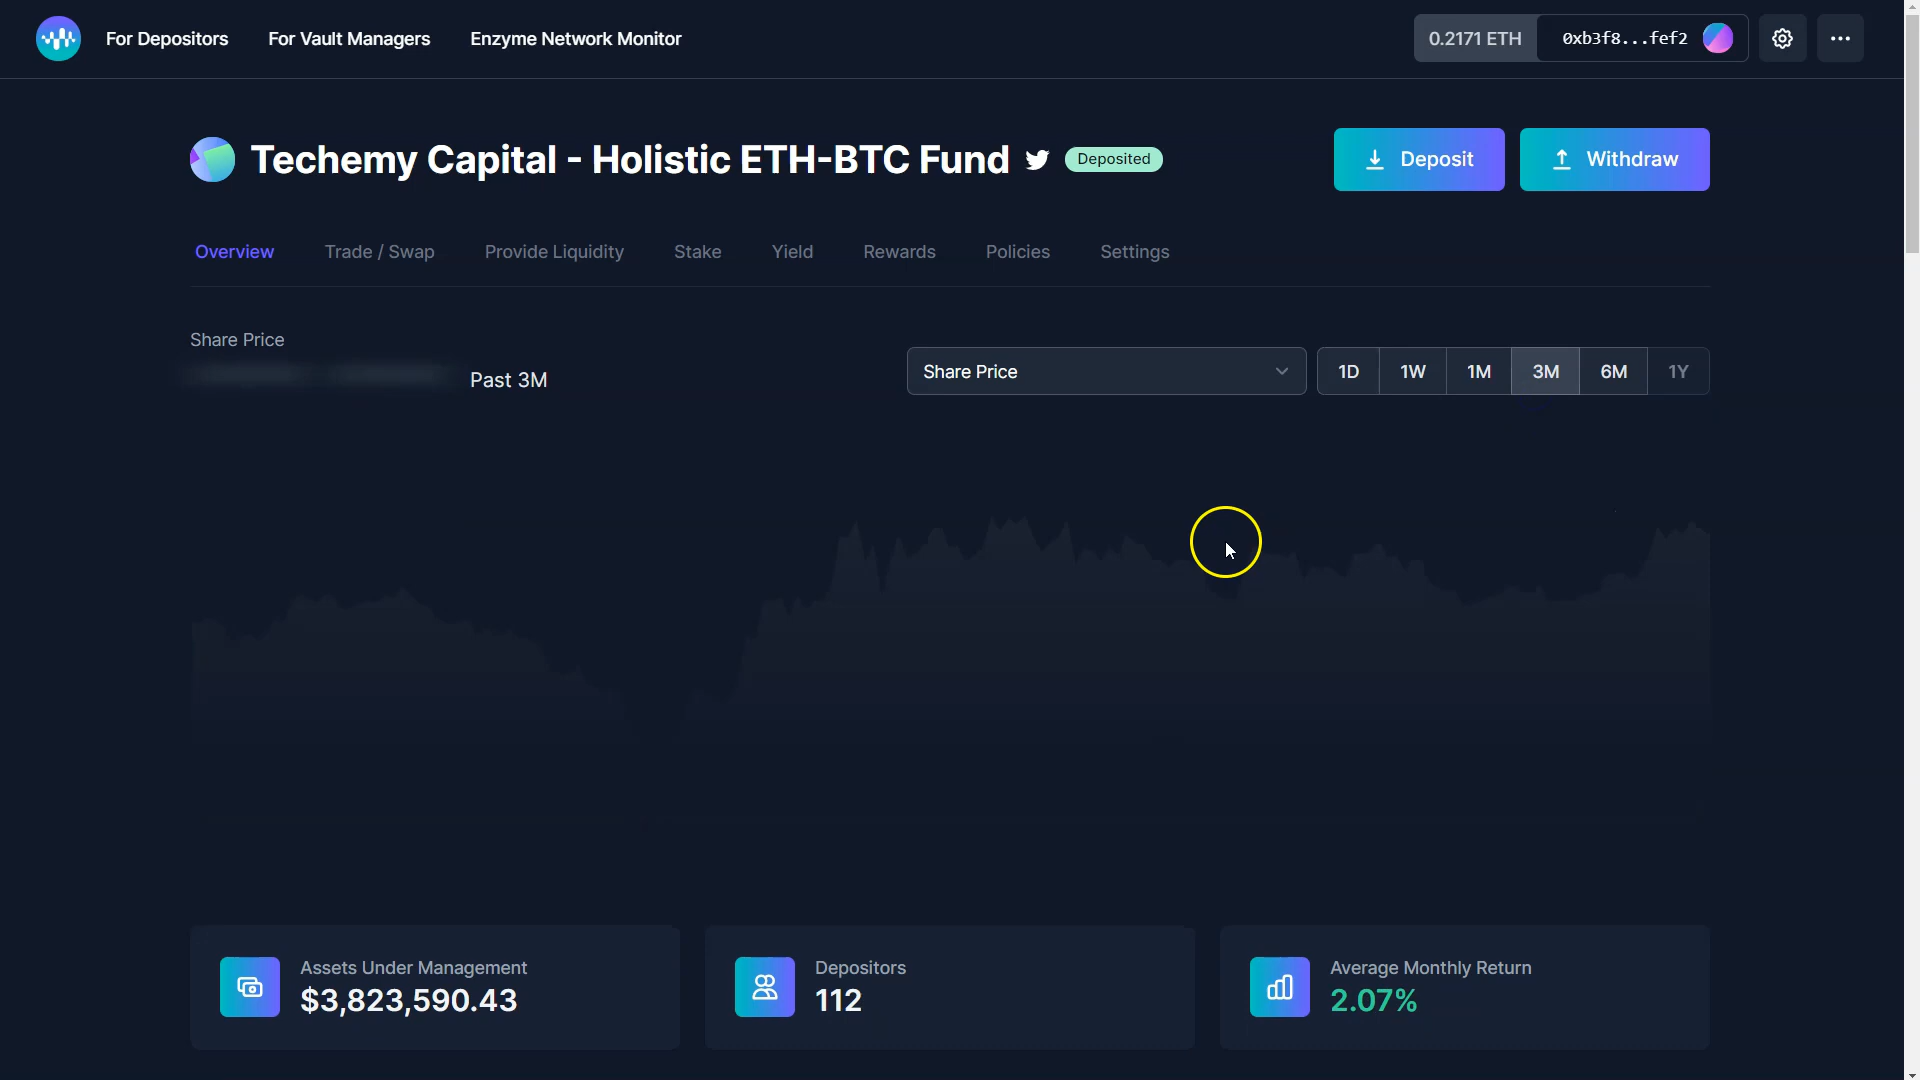 For Depositors
For Vault Managers
Enzyme Network Monitor
0.2171 ETH
0xb3f8...fef2
Techemy Capital - Holistic ETH-BTC Fund
Deposited
Deposit
Withdraw
Overview
Trade / Swap
Provide Liquidity
Stake
Yield
Rewards
Policies
Settings
Share Price
Past 3M
Share Price
1D
1W
1M
3M
6M
1Y
Assets Under Management
$3,823,590.43
Depositors
112
Average Monthly Return
2.07%